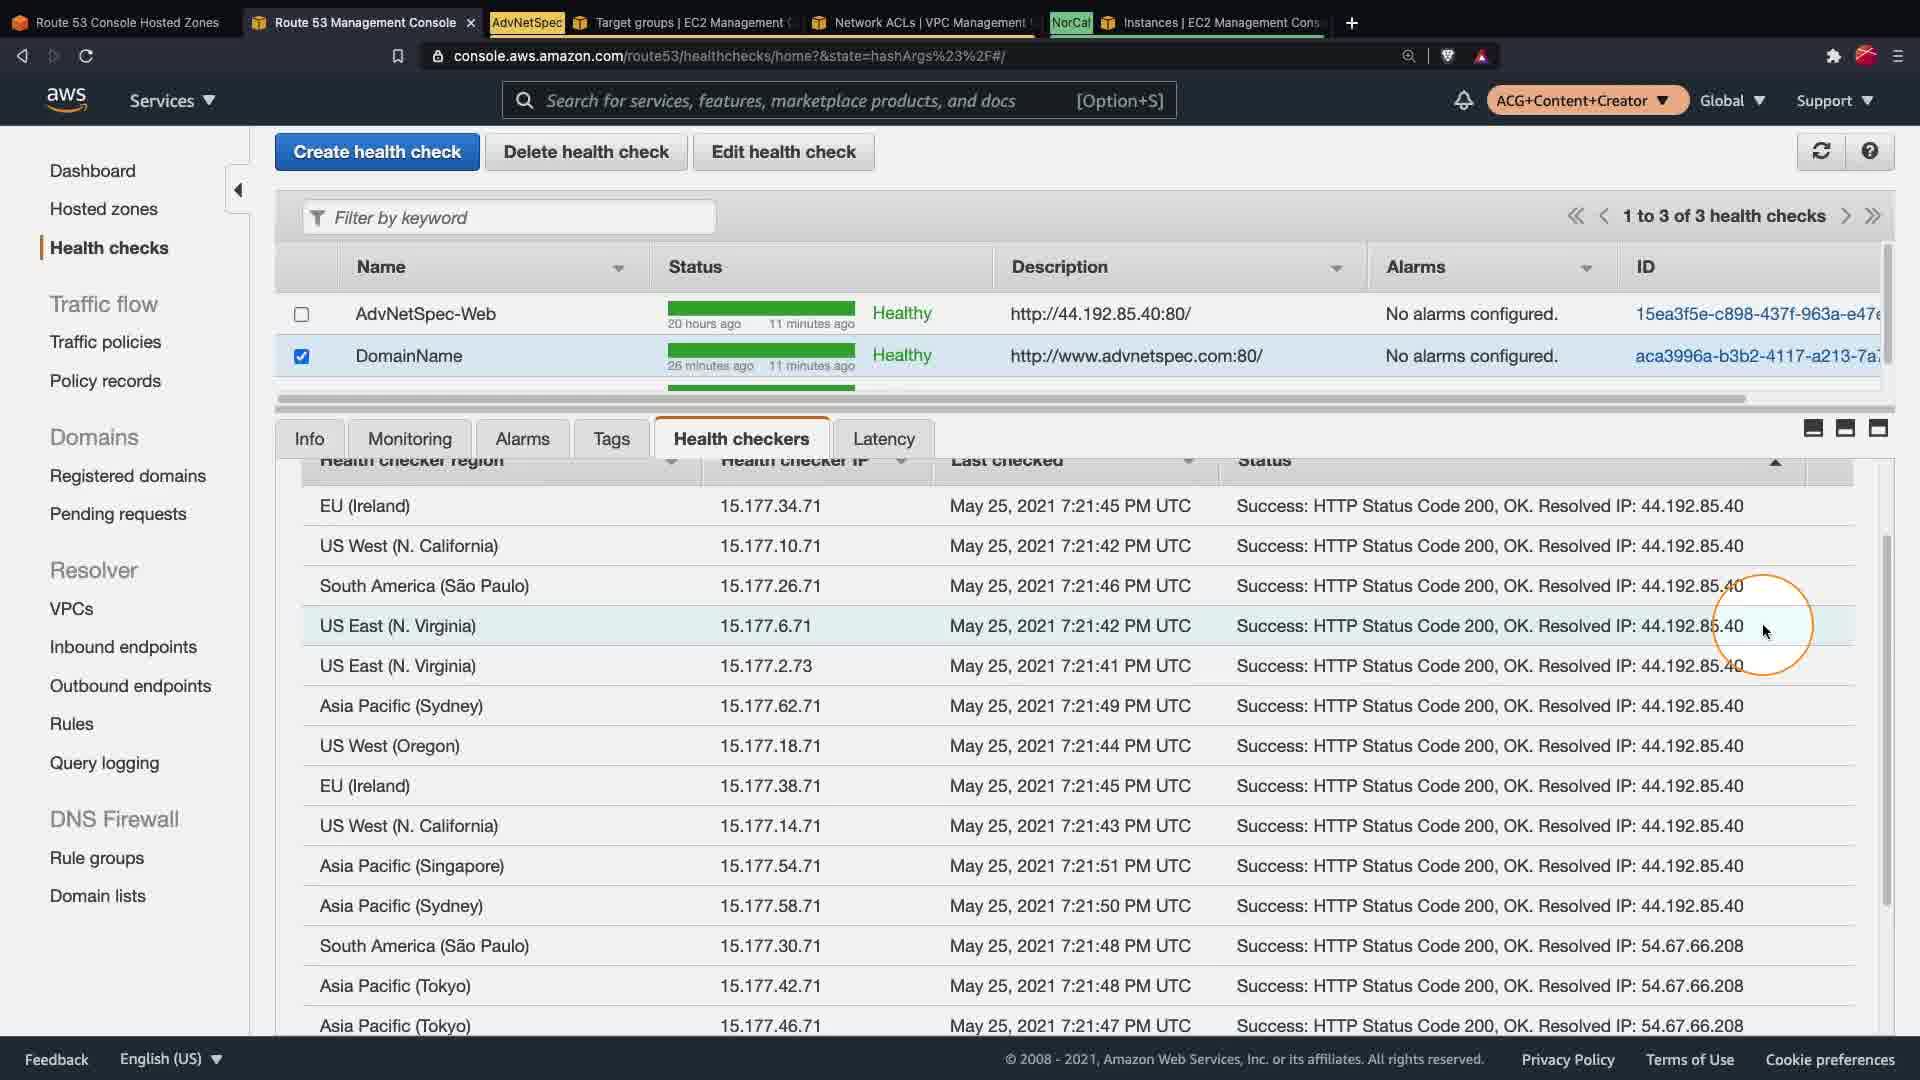 Route 53 Console Hosted Zones
Route 53 Management Console
AdvNetSpec
Target groups | EC2 Management
Network ACLs | VPC Management
NorCal
Instances | EC2 Management Cons
console.aws.amazon.com/route53/healthchecks/home?&state=hashArgs%23%2F#/
aws
Services
Search for services, features, marketplace products, and docs [Option+S]
ACG+Content+Creator
Global
Support
Dashboard
Hosted zones
Health checks
Traffic flow
Traffic policies
Policy records
Domains
Registered domains
Pending requests
Resolver
VPCs
Inbound endpoints
Outbound endpoints
Rules
Query logging
DNS Firewall
Rule groups
Domain lists
Create health check
Delete health check
Edit health check
Filter by keyword
1 to 3 of 3 health checks
Name Status Description Alarms ID
AdvNetSpec-Web 20 hours ago 11 minutes ago Healthy http://44.192.85.40:80/ No alarms configured. 15ea3f5e-c898-437f-963a-e47e
DomainName 26 minutes ago 11 minutes ago Healthy http://www.advnetspec.com:80/ No alarms configured. aca3996a-b3b2-4117-a213-7a7
Info Monitoring Alarms Tags Health checkers Latency
Health checker region Health checker IP Last checked Status
EU (Ireland) 15.177.34.71 May 25, 2021 7:21:45 PM UTC Success: HTTP Status Code 200, OK. Resolved IP: 44.192.85.40
US West (N. California) 15.177.10.71 May 25, 2021 7:21:42 PM UTC Success: HTTP Status Code 200, OK. Resolved IP: 44.192.85.40
South America (São Paulo) 15.177.26.71 May 25, 2021 7:21:46 PM UTC Success: HTTP Status Code 200, OK. Resolved IP: 44.192.85.40
US East (N. Virginia) 15.177.6.71 May 25, 2021 7:21:42 PM UTC Success: HTTP Status Code 200, OK. Resolved IP: 44.192.85.40
US East (N. Virginia) 15.177.2.73 May 25, 2021 7:21:41 PM UTC Success: HTTP Status Code 200, OK. Resolved IP: 44.192.85.40
Asia Pacific (Sydney) 15.177.62.71 May 25, 2021 7:21:49 PM UTC Success: HTTP Status Code 200, OK. Resolved IP: 44.192.85.40
US West (Oregon) 15.177.18.71 May 25, 2021 7:21:44 PM UTC Success: HTTP Status Code 200, OK. Resolved IP: 44.192.85.40
EU (Ireland) 15.177.38.71 May 25, 2021 7:21:45 PM UTC Success: HTTP Status Code 200, OK. Resolved IP: 44.192.85.40
US West (N. California) 15.177.14.71 May 25, 2021 7:21:43 PM UTC Success: HTTP Status Code 200, OK. Resolved IP: 44.192.85.40
Asia Pacific (Singapore) 15.177.54.71 May 25, 2021 7:21:51 PM UTC Success: HTTP Status Code 200, OK. Resolved IP: 44.192.85.40
Asia Pacific (Sydney) 15.177.58.71 May 25, 2021 7:21:50 PM UTC Success: HTTP Status Code 200, OK. Resolved IP: 44.192.85.40
South America (São Paulo) 15.177.30.71 May 25, 2021 7:21:48 PM UTC Success: HTTP Status Code 200, OK. Resolved IP: 54.67.66.208
Asia Pacific (Tokyo) 15.177.42.71 May 25, 2021 7:21:48 PM UTC Success: HTTP Status Code 200, OK. Resolved IP: 54.67.66.208
Asia Pacific (Tokyo) 15.177.46.71 May 25, 2021 7:21:47 PM UTC Success: HTTP Status Code 200, OK. Resolved IP: 54.67.66.208
Feedback English (US) © 2008 - 2021, Amazon Web Services, Inc. or its affiliates. All rights reserved. Privacy Policy Terms of Use Cookie preferences